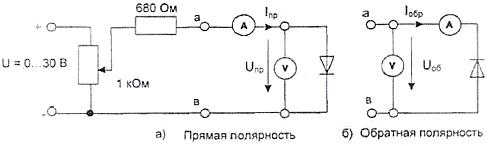 680 Ом
a
A
Iпр
+
U = 0...30 В
1 кОм
V
Uпр
-
в
а) Прямая полярность
a
Iобр
A
V
Uоб
в
б) Обратная полярность